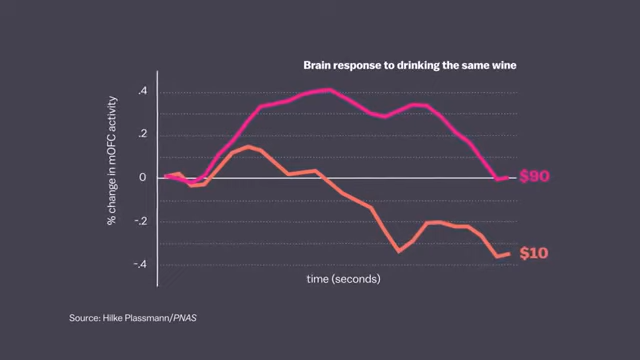 Brain response to drinking the same wine
% change in mOFC activity
.4
.2
0
-.2
-.4
$90
$10
time (seconds)
Source: Hilke Plassmann/PNAS